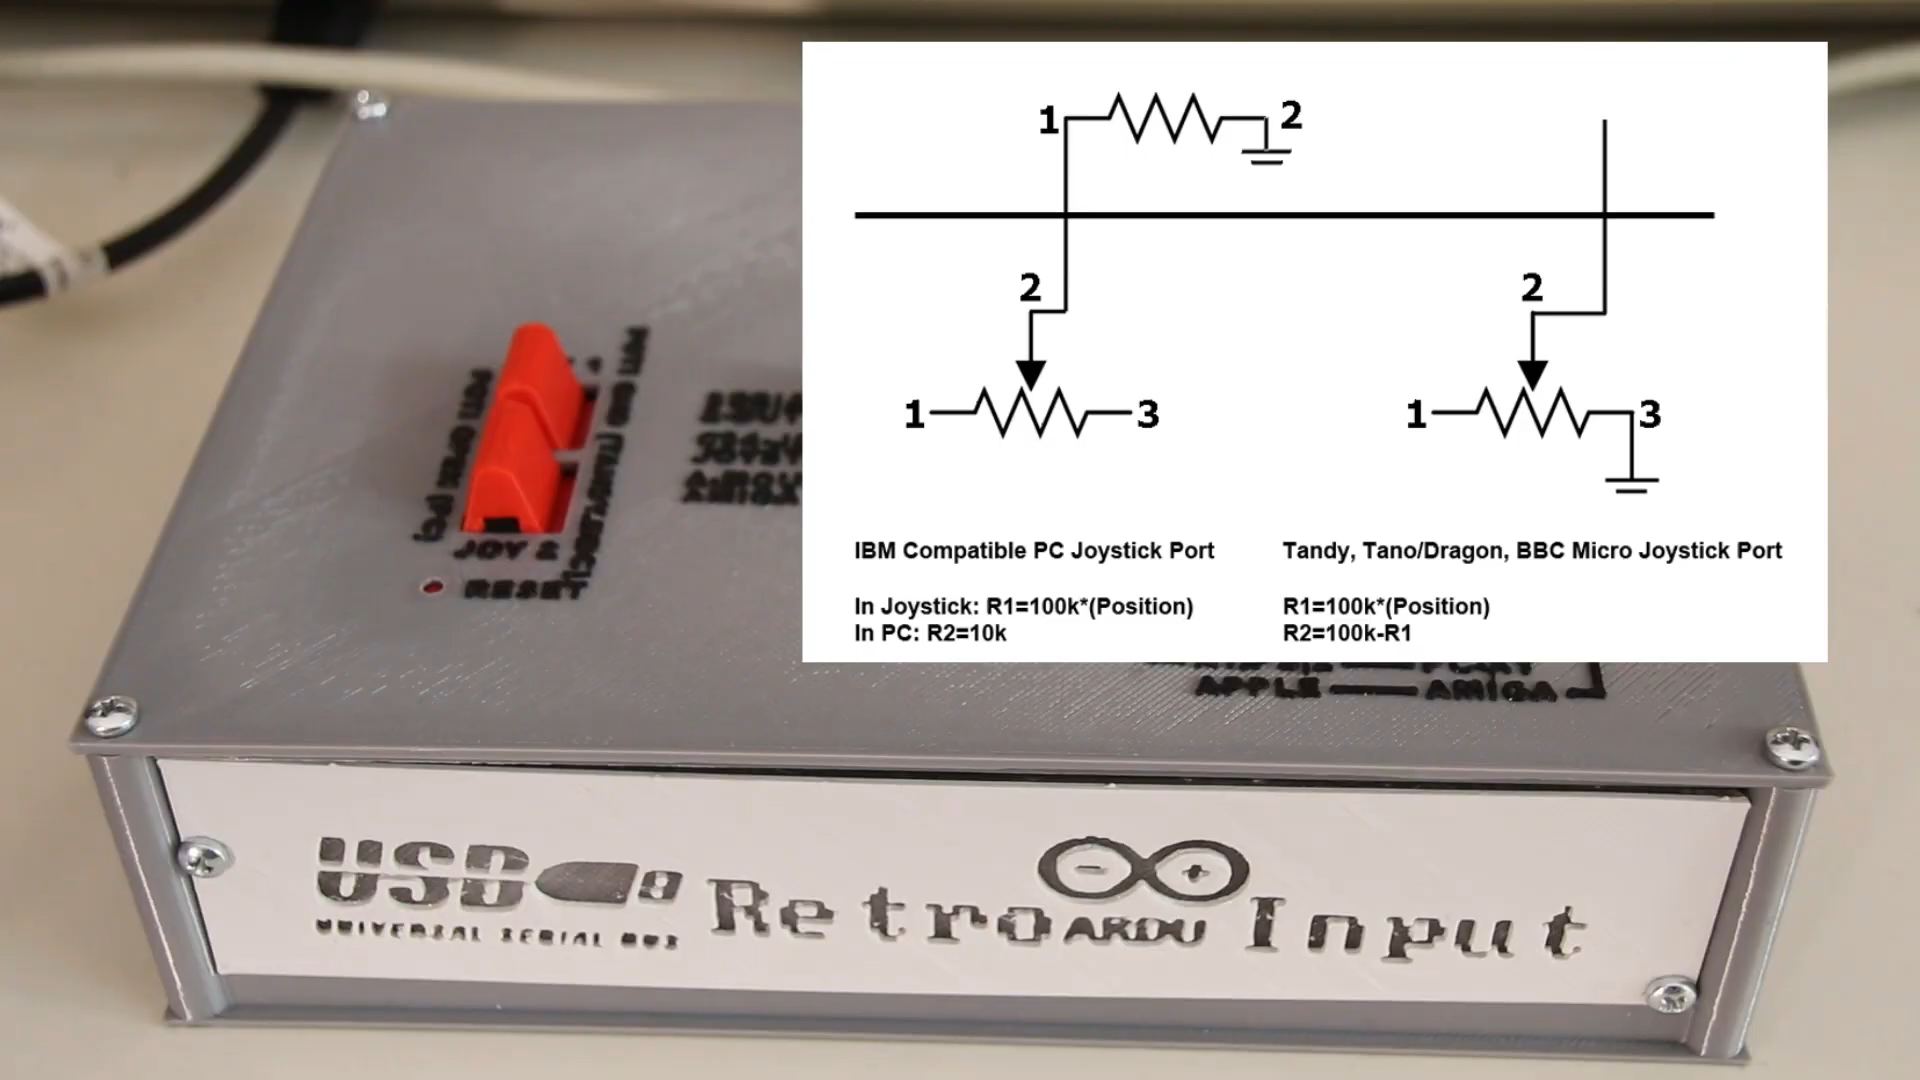 1 2
2 2
1 3 1 3
IBM Compatible PC Joystick Port
In Joystick: R1=100k*(Position)
In PC: R2=10k
Tandy, Tano/Dragon, BBC Micro Joystick Port
R1=100k*(Position)
R2=100k-R1
JOY 2
RESET
APPLE AMIGA
USB
UNIVERSAL SERIAL BUS
Retro ARDU Input